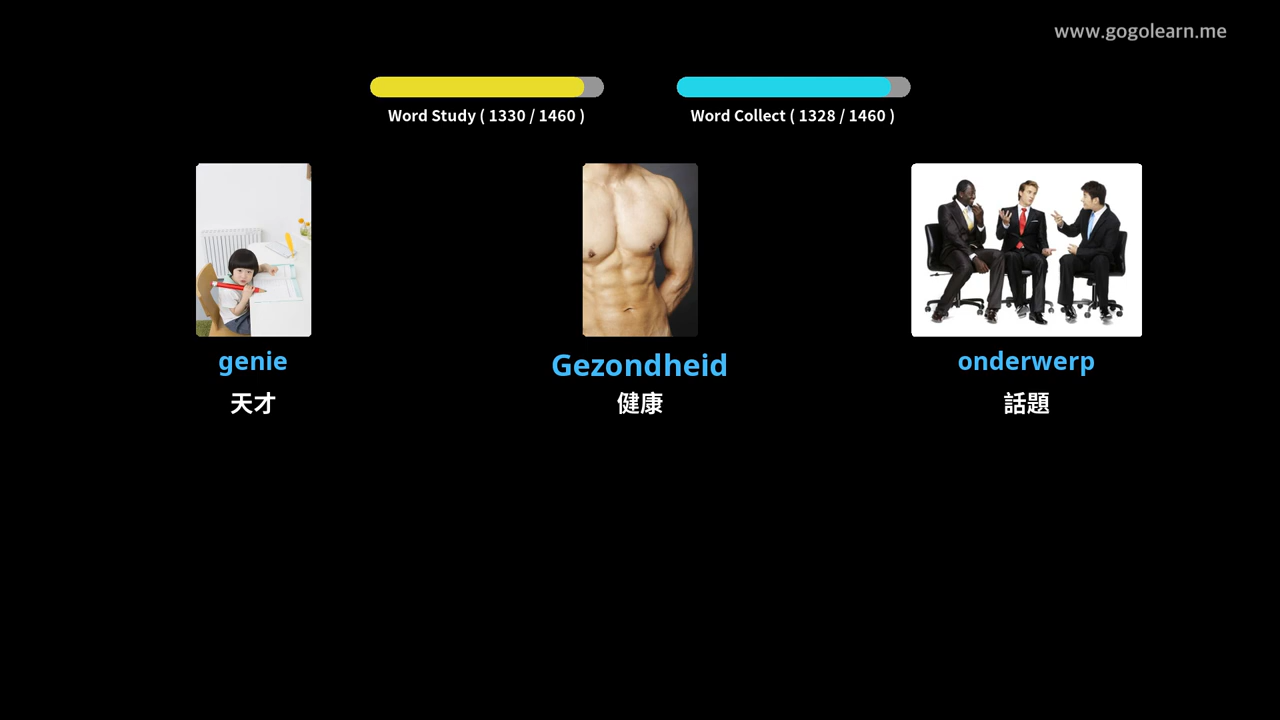 www.gogolearn.me
Word Study ( 1330 / 1460 )
Word Collect ( 1328 / 1460 )
genie
Gezondheid
onderwerp
天才
健康
話題